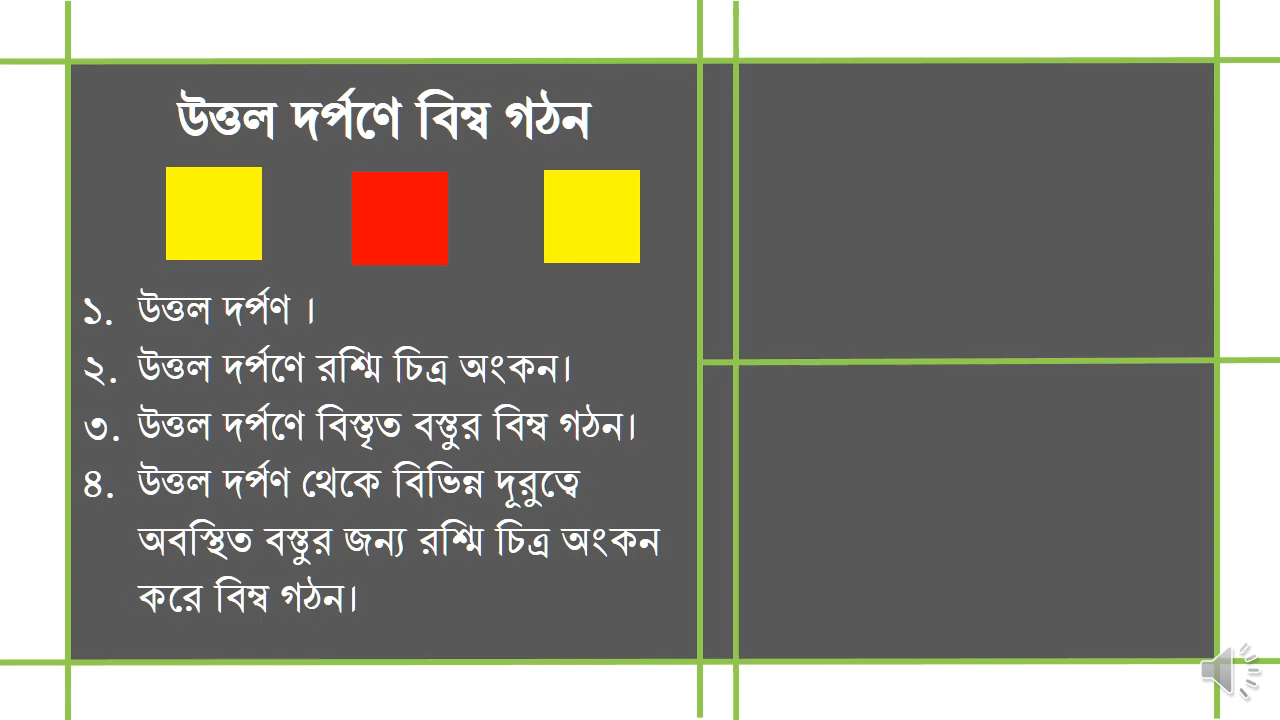 উত্তল দর্পণে বিম্ব গঠন
১. উত্তল দর্পণ ।
২. উত্তল দর্পণে রশ্মি চিত্র অংকন।
৩. উত্তল দর্পণে বিস্তৃত বস্তুর বিম্ব গঠন।
৪. উত্তল দর্পণ থেকে বিভিন্ন দূরুত্বে
অবস্থিত বস্তুর জন্য রশ্মি চিত্র অংকন
করে বিম্ব গঠন।